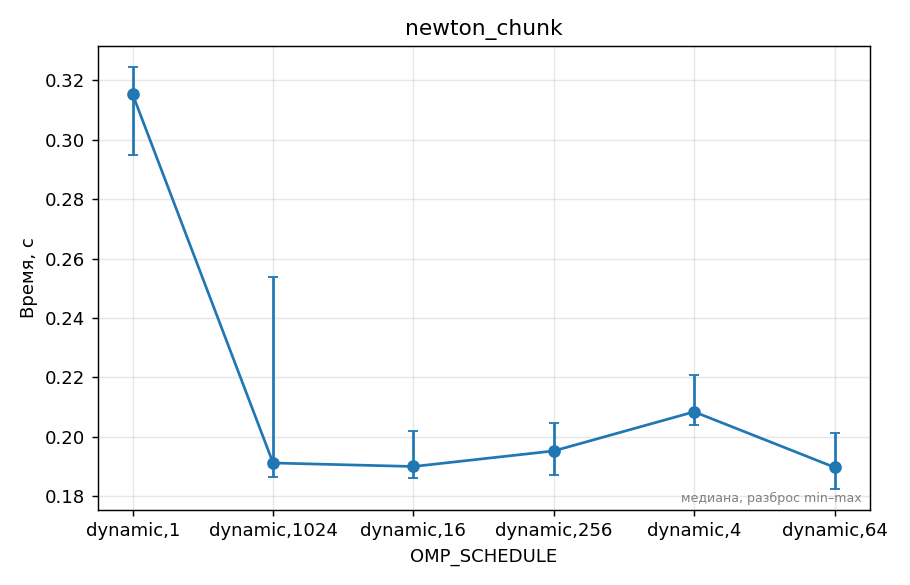 newton_chunk
Время, с
0.32
0.30
0.28
0.26
0.24
0.22
0.20
0.18
медиана, разброс min–max
dynamic,1
dynamic,1024
dynamic,16
dynamic,256
dynamic,4
dynamic,64
OMP_SCHEDULE